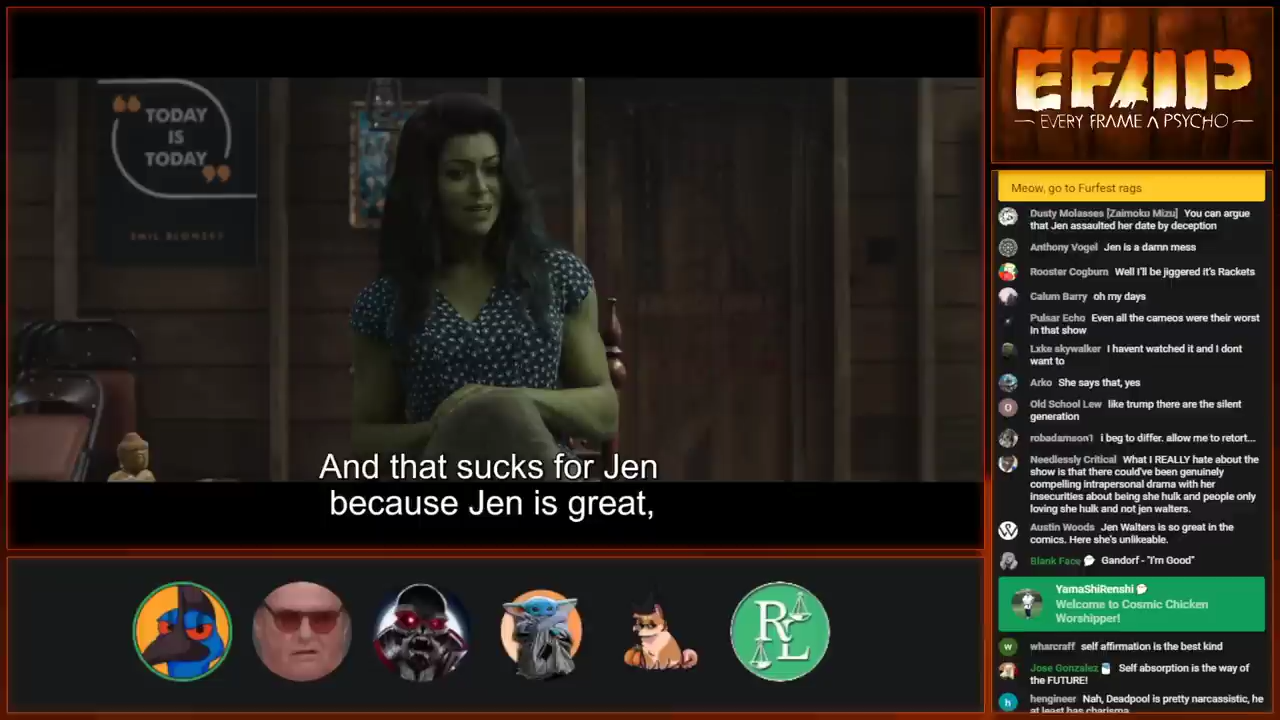 “ TODAY
IS
TODAY ”
EMIL BLONSKY
And that sucks for Jen
because Jen is great,
EFAP
EVERY FRAME A PSYCHO
Meow, go to Furfest rags
Dusty Molasses [Zaimoku Mizu] You can argue
that Jen assaulted her date by deception
Anthony Vogel Jen is a damn mess
Rooster Cogburn Well I'll be jiggered it's Rackets
Calum Barry oh my days
Pulsar Echo Even all the cameos were their worst
in that show
Lxke skywalker I havent watched it and I dont
want to
Arko She says that, yes
O
Old School Lew like trump there are the silent
generation
robadamson1 i beg to differ. allow me to retort...
Needlessly Critical What I REALLY hate about the
show is that there could've been genuinely
compelling intrapersonal drama with her
insecurities about being she hulk and people only
loving she hulk and not jen walters.
Austin Woods Jen Walters is so great in the
comics. Here she's unlikeable.
Blank Face Gandorf - "I'm Good"
YamaShiRenshi
Welcome to Cosmic Chicken
Worshipper!
w
wharcraff self affirmation is the best kind
Jose Gonzalez Self absorption is the way of
the FUTURE!
h
hengineer Nah, Deadpool is pretty narcissistic, he
at least has charisma
RL